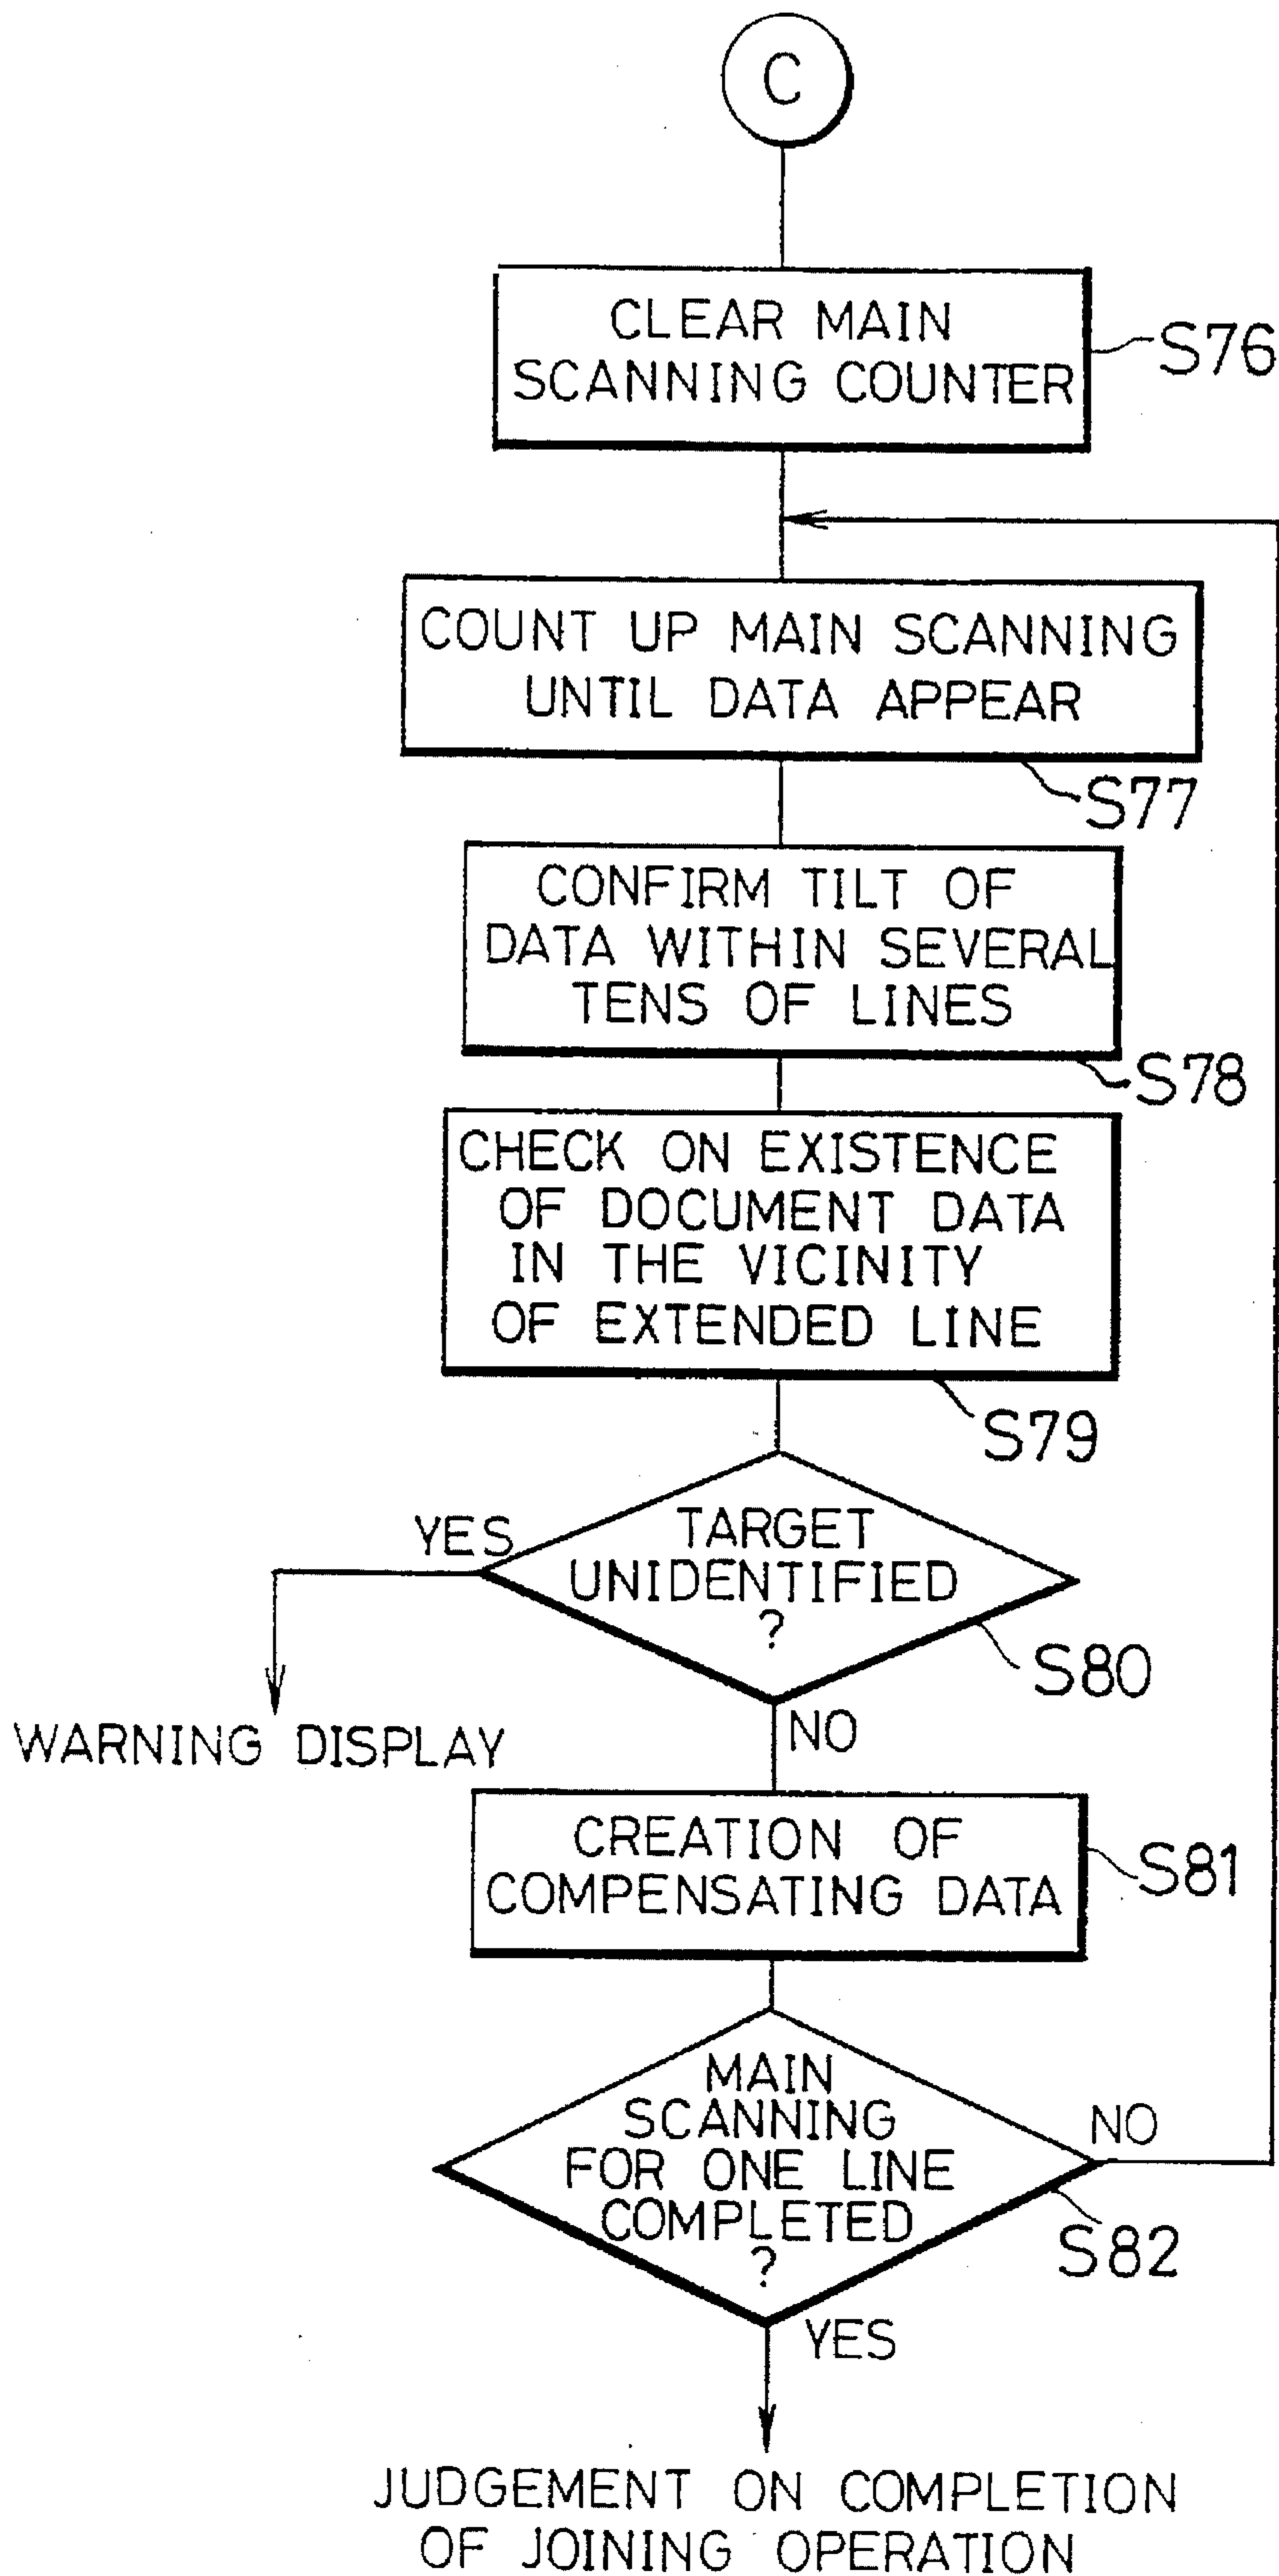 C
CLEAR MAIN
SCANNING COUNTER
S76
COUNT UP MAIN SCANNING
UNTIL DATA APPEAR
S77
CONFIRM TILT OF
DATA WITHIN SEVERAL
TENS OF LINES
S78
CHECK ON EXISTENCE
OF DOCUMENT DATA
IN THE VICINITY
OF EXTENDED LINE
S79
YES
TARGET
UNIDENTIFIED
?
S80
WARNING DISPLAY
NO
CREATION OF
COMPENSATING DATA
S81
MAIN
SCANNING
FOR ONE LINE
COMPLETED
?
NO
S82
YES
JUDGEMENT ON COMPLETION
OF JOINING OPERATION